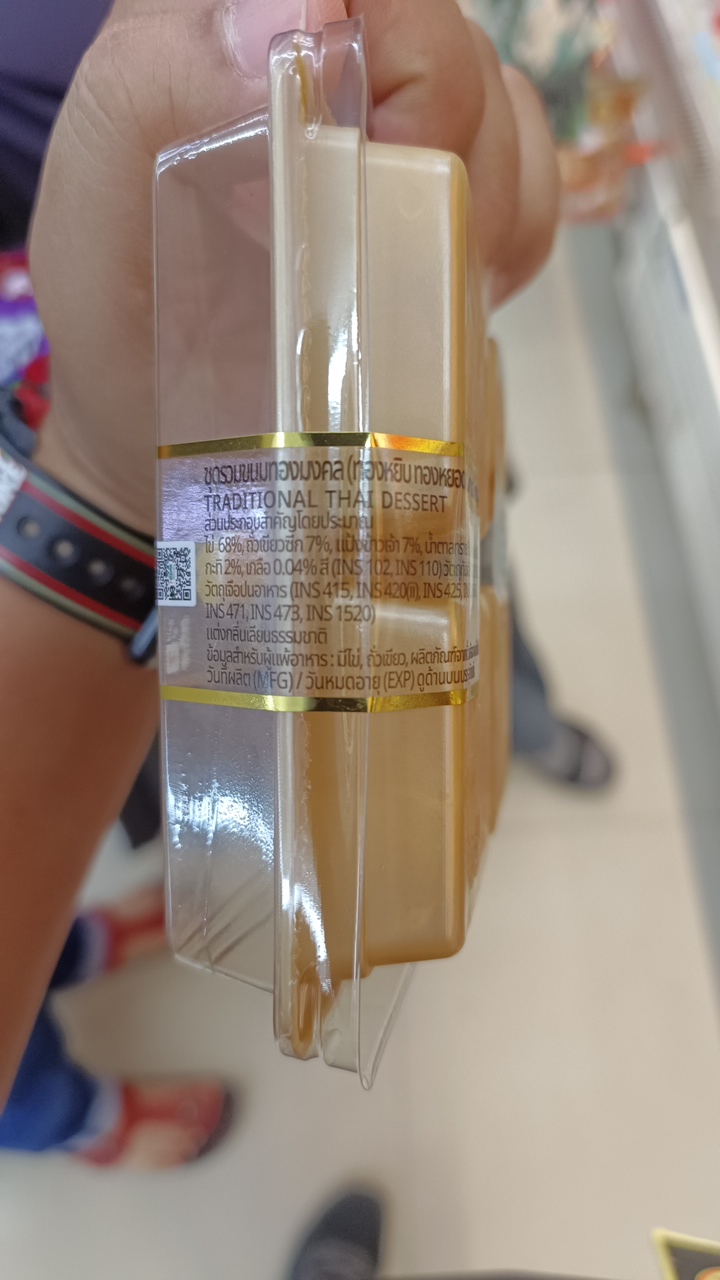 ชุดรวมขนมทองมงคล (ทองหยิบ ทองหยอด
TRADITIONAL THAI DESSERT
ส่วนประกอบสำคัญโดยประมาณ
ไข่ 68%, ถั่วเขียวซีก 7%, แป้งข้าวเจ้า 7%, น้ำตาลทราย
กะทิ 2%, เกลือ 0.04% สี (INS 102, INS 110)
วัตถุเจือปนอาหาร (INS 415, INS 420(ii), INS 425,
INS 471, INS 473, INS 1520)
แต่งกลิ่นเลียนธรรมชาติ
ข้อมูลสำหรับผู้แพ้อาหาร : มีไข่, ถั่วเขียว, ผลิตภัณฑ์จาก
วันที่ผลิต (MFG) / วันหมดอายุ (EXP) ดูด้านบนบรรจุภัณฑ์